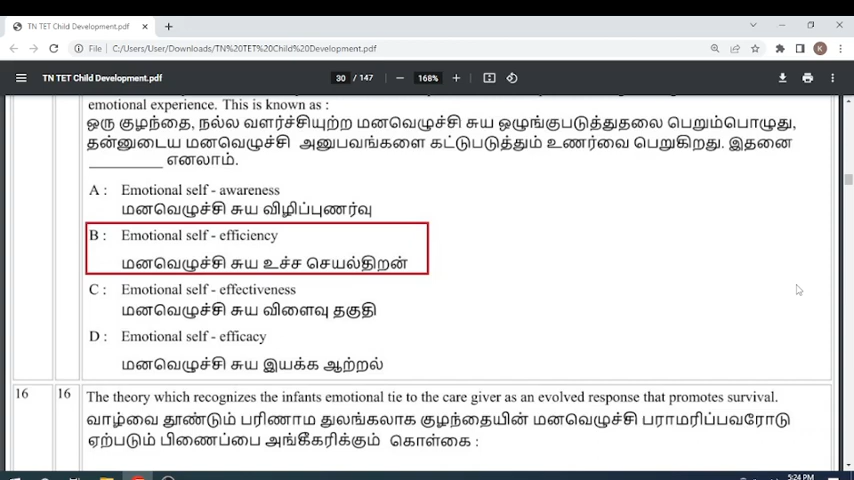 TN TET Child Development.pdf
File C:/Users/User/Downloads/TN%20TET%20Child%20Development.pdf
K
TN TET Child Development.pdf 30 / 147 168%
emotional experience. This is known as :
ஒரு குழந்தை, நல்ல வளர்ச்சியுற்ற மனவெழுச்சி சுய ஒழுங்குபடுத்துதலை பெறும்பொழுது,
தன்னுடைய மனவெழுச்சி அனுபவங்களை கட்டுபடுத்தும் உணர்வை பெறுகிறது. இதனை
_________ எனலாம்.
A : Emotional self - awareness
மனவெழுச்சி சுய விழிப்புணர்வு
B : Emotional self - efficiency
மனவெழுச்சி சுய உச்ச செயல்திறன்
C : Emotional self - effectiveness
மனவெழுச்சி சுய விளைவு தகுதி
D : Emotional self - efficacy
மனவெழுச்சி சுய இயக்க ஆற்றல்
16 16 The theory which recognizes the infants emotional tie to the care giver as an evolved response that promotes survival.
வாழ்வை தூண்டும் பரிணாம துலங்கலாக குழந்தையின் மனவெழுச்சி பராமரிப்பவரோடு
ஏற்படும் பிணைப்பை அங்கீகரிக்கும் கொள்கை :
5:24 PM